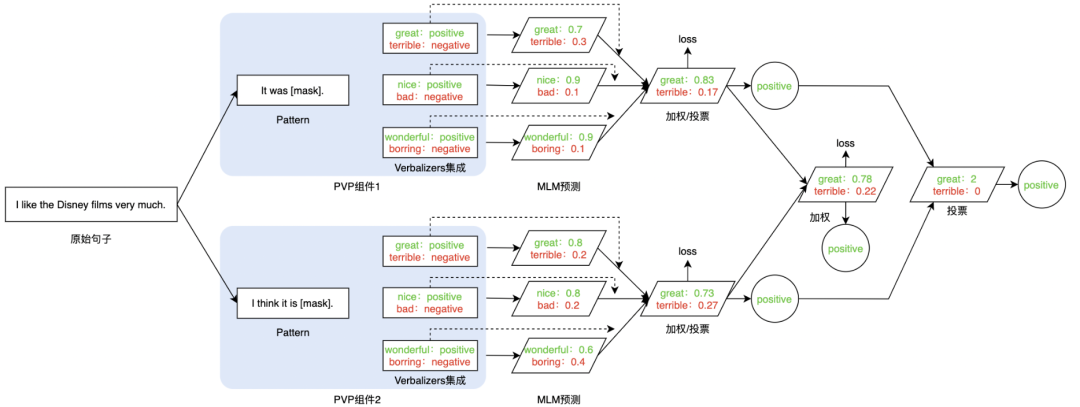 I like the Disney films very much.
原始句子
It was [mask].
Pattern
great：positive
terrible：negative
nice：positive
bad：negative
wonderful：positive
borring：negative
Verbalizers集成
PVP组件1
great：0.7
terrible：0.3
nice：0.9
bad：0.1
wonderful：0.9
boring：0.1
MLM预测
loss
great：0.83
terrible：0.17
加权/投票
positive
I think it is [mask].
Pattern
great：positive
terrible：negative
nice：positive
bad：negative
wonderful：positive
borring：negative
Verbalizers集成
PVP组件2
great：0.8
terrible：0.2
nice：0.8
bad：0.2
wonderful：0.6
boring：0.4
MLM预测
loss
great：0.73
terrible：0.27
加权/投票
positive
loss
great：0.78
terrible：0.22
加权
positive
great：2
terrible：0
投票
positive